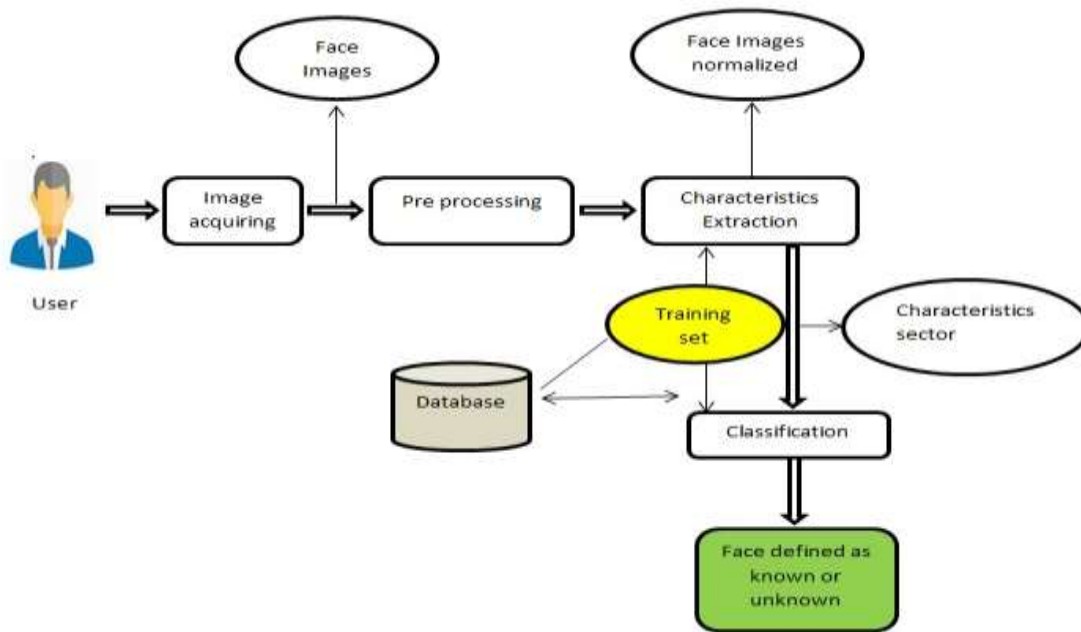 Face
Images
Face Images
normalized
Image
acquiring
Pre processing
Characteristics
Extraction
User
Training
set
Characteristics
sector
Database
Classification
Face defined as
known or
unknown